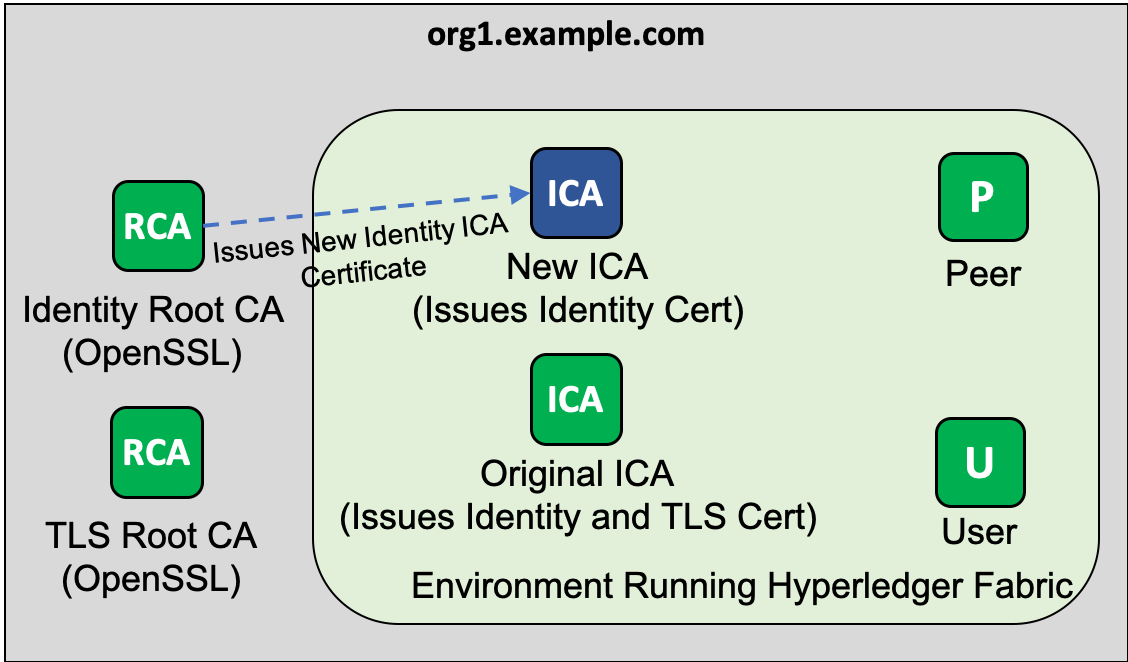 org1.example.com
RCA
Identity Root CA
(OpenSSL)
Issues New Identity ICA
Certificate
ICA
New ICA
(Issues Identity Cert)
P
Peer
RCA
TLS Root CA
(OpenSSL)
ICA
Original ICA
(Issues Identity and TLS Cert)
U
User
Environment Running Hyperledger Fabric